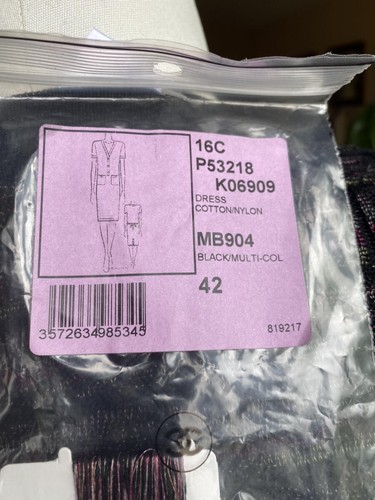 16C
P53218
K06909
DRESS
COTTON/NYLON
MB904
BLACK/MULTI-COL
42
3572634985345
819217